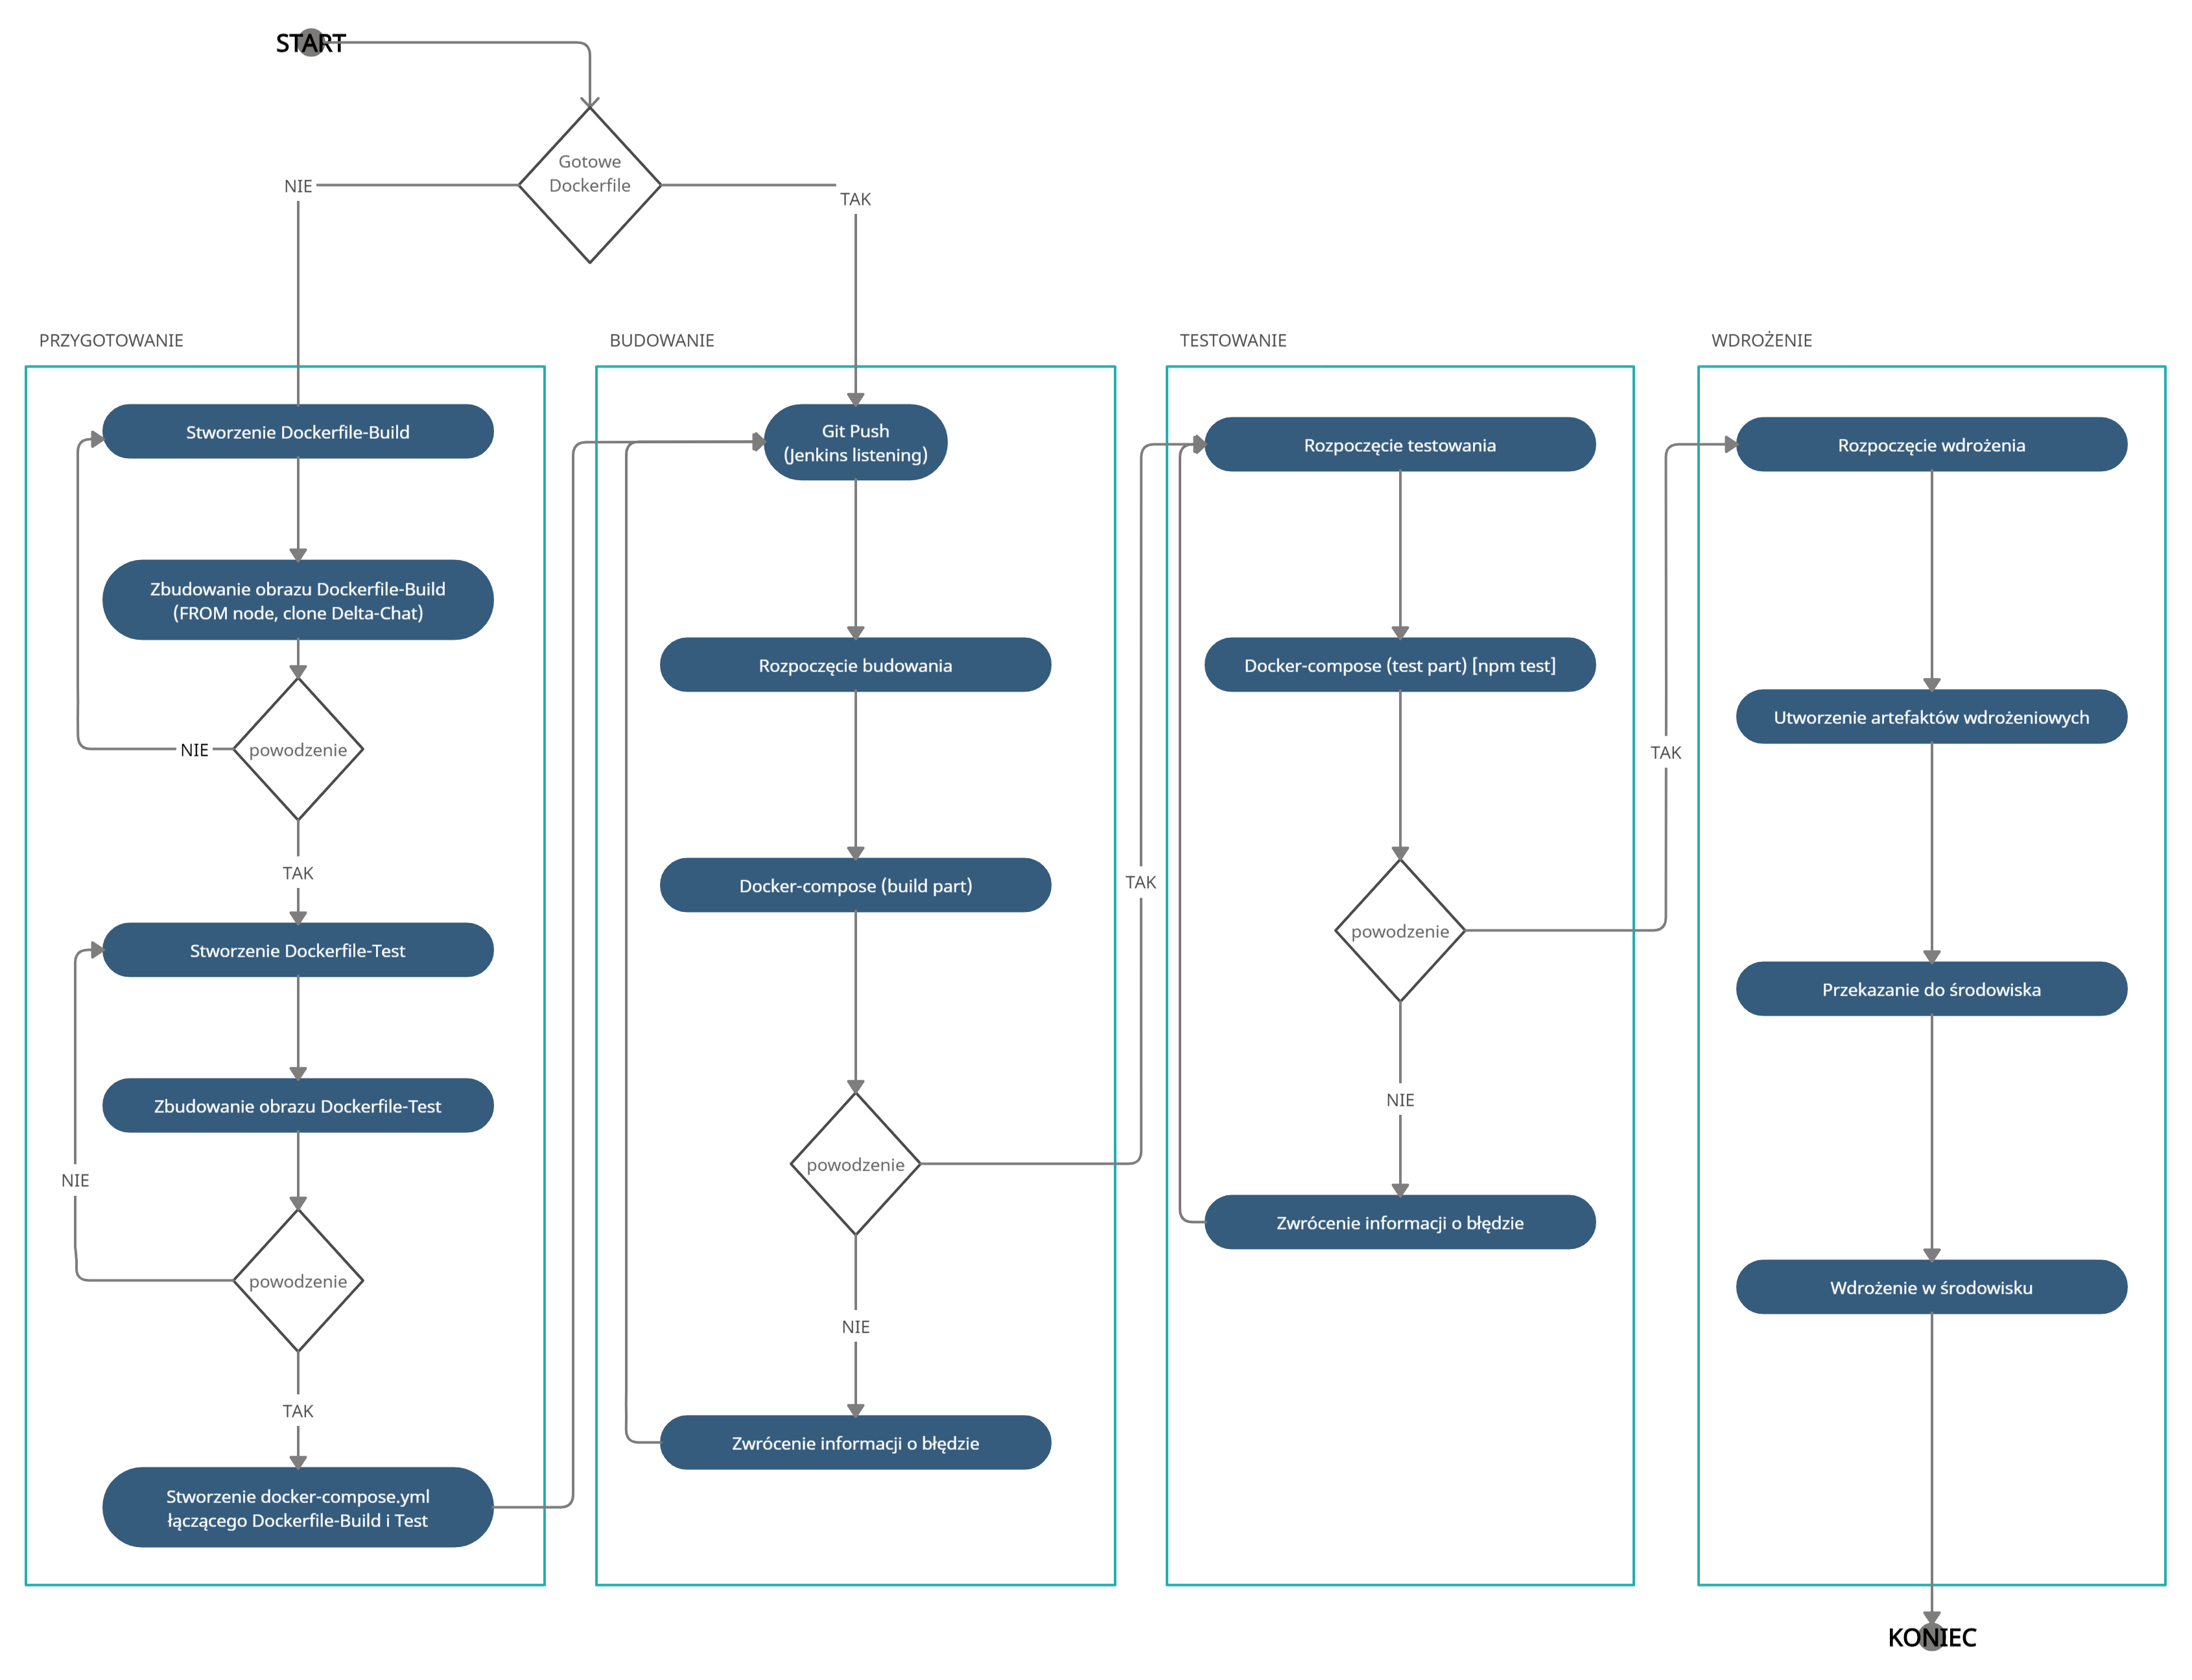 START
Gotowe
Dockerfile
NIE
TAK
PRZYGOTOWANIE
Stworzenie Dockerfile-Build
Zbudowanie obrazu Dockerfile-Build
(FROM node, clone Delta-Chat)
powodzenie
NIE
TAK
Stworzenie Dockerfile-Test
Zbudowanie obrazu Dockerfile-Test
NIE
powodzenie
TAK
Stworzenie docker-compose.yml
łączącego Dockerfile-Build i Test
BUDOWANIE
Git Push
(Jenkins listening)
Rozpoczęcie budowania
Docker-compose (build part)
powodzenie
TAK
NIE
Zwrócenie informacji o błędzie
TESTOWANIE
Rozpoczęcie testowania
Docker-compose (test part) [npm test]
powodzenie
TAK
NIE
Zwrócenie informacji o błędzie
WDROŻENIE
Rozpoczęcie wdrożenia
Utworzenie artefaktów wdrożeniowych
Przekazanie do środowiska
Wdrożenie w środowisku
KONIEC